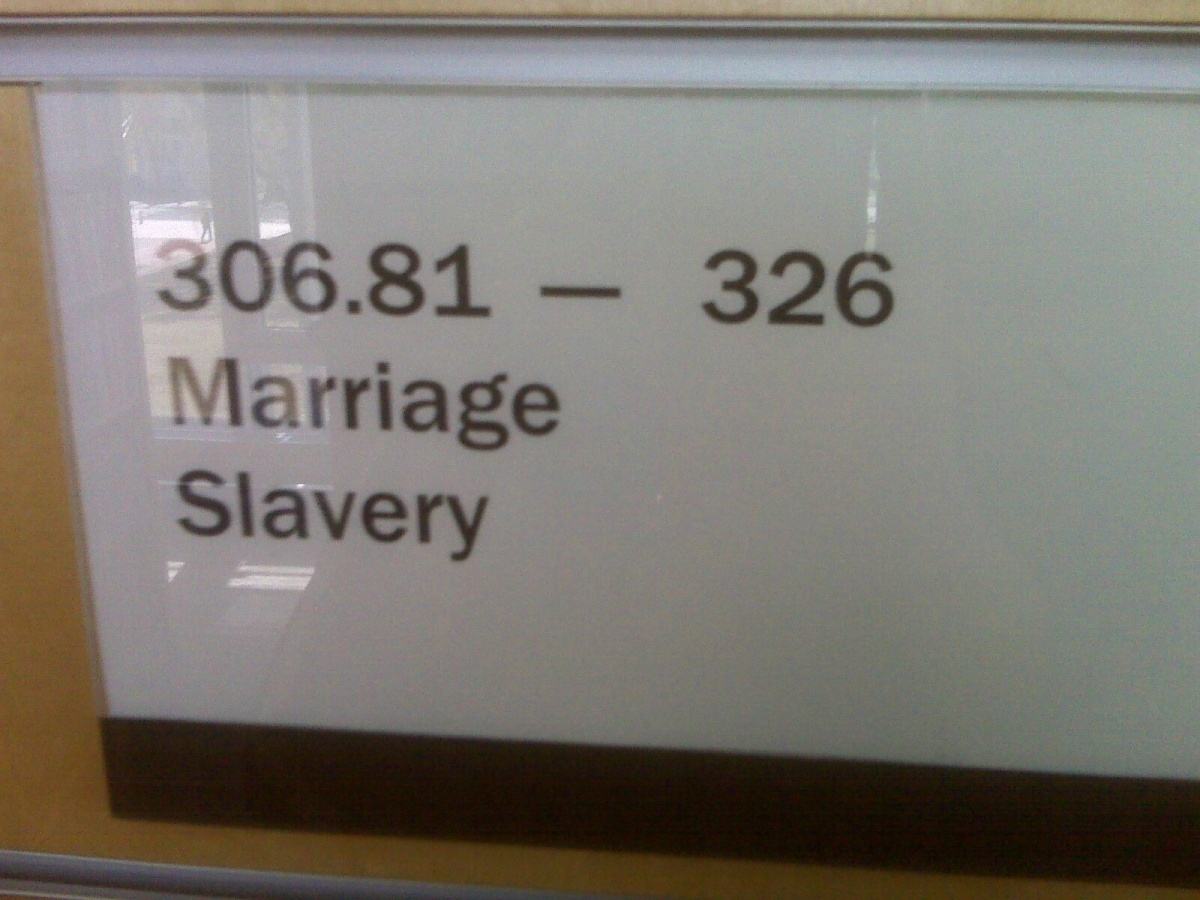 306.81 — 326
Marriage
Slavery